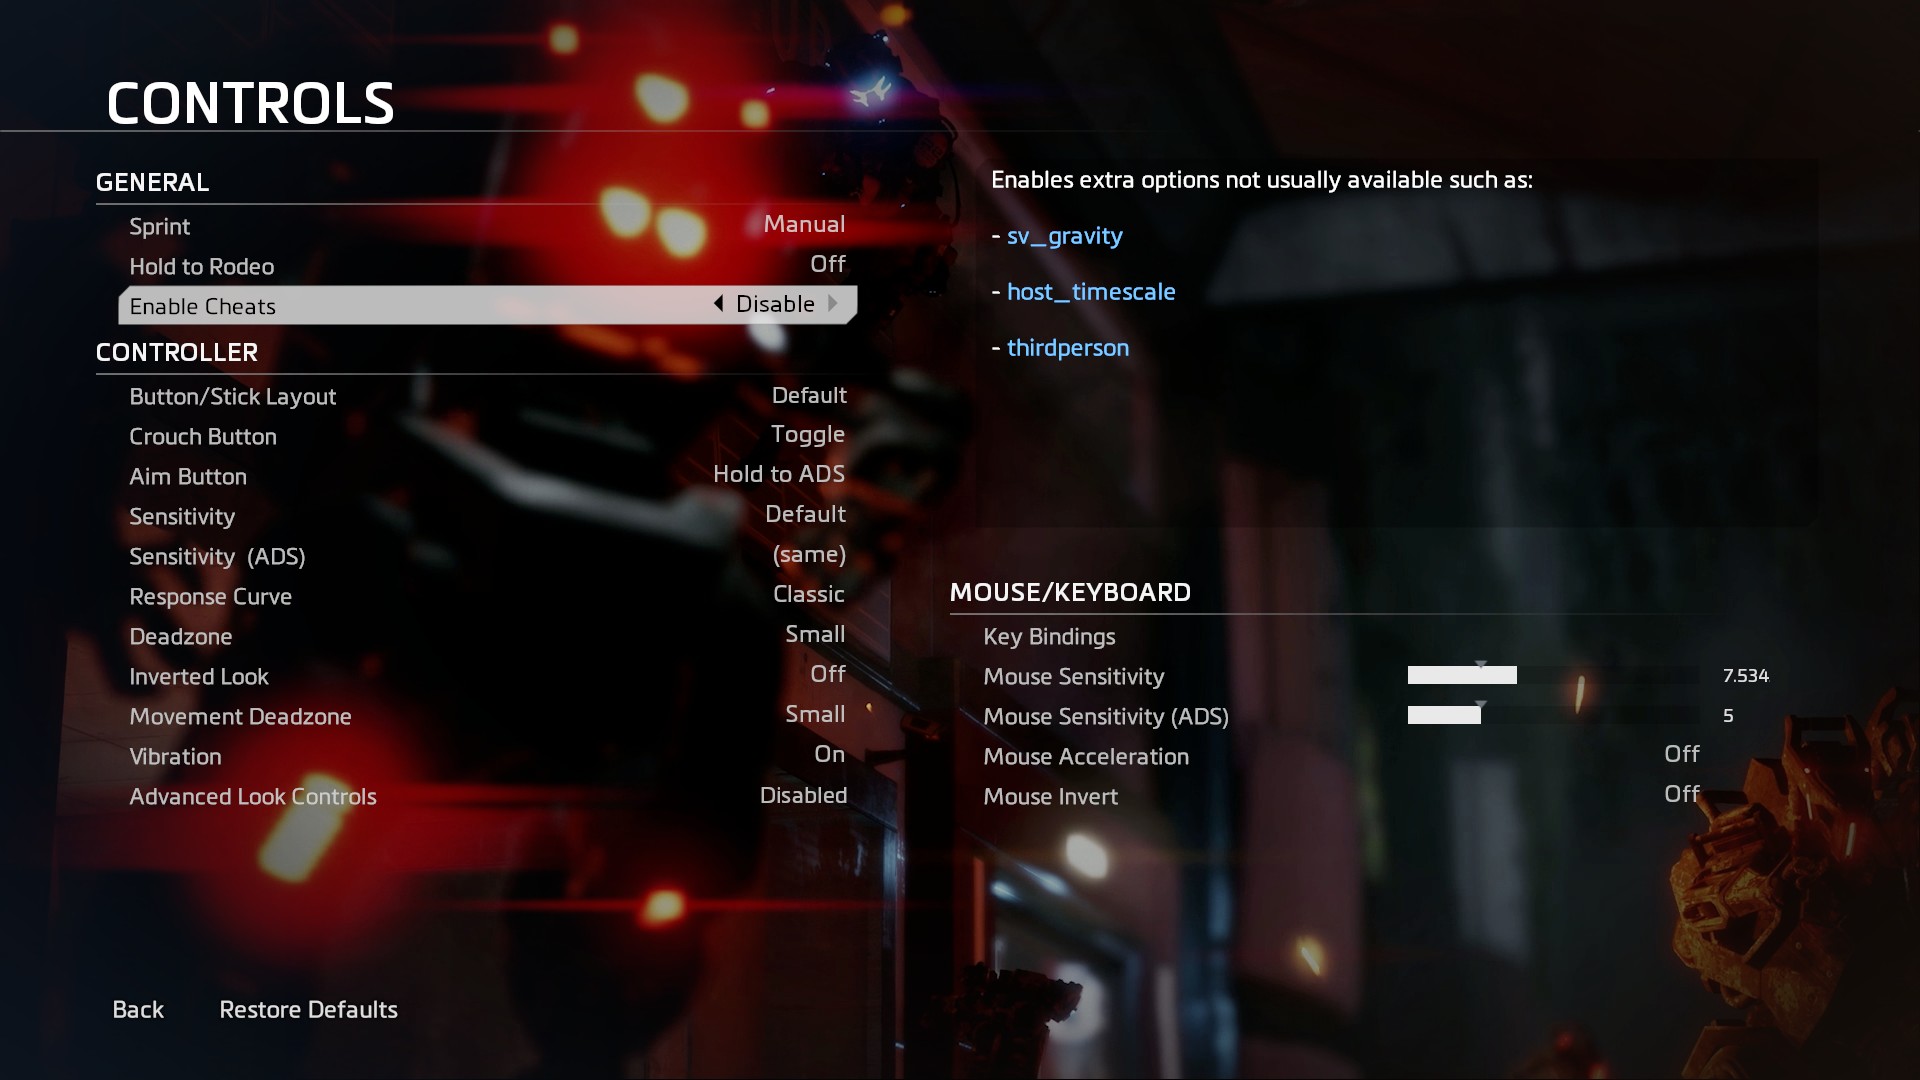 CONTROLS
GENERAL
Sprint Manual
Hold to Rodeo Off
Enable Cheats Disable
CONTROLLER
Button/Stick Layout Default
Crouch Button Toggle
Aim Button Hold to ADS
Sensitivity Default
Sensitivity (ADS) (same)
Response Curve Classic
Deadzone Small
Inverted Look Off
Movement Deadzone Small
Vibration On
Advanced Look Controls Disabled
Enables extra options not usually available such as:
- sv_gravity
- host_timescale
- thirdperson
MOUSE/KEYBOARD
Key Bindings
Mouse Sensitivity 7.534
Mouse Sensitivity (ADS) 5
Mouse Acceleration Off
Mouse Invert Off
Back Restore Defaults